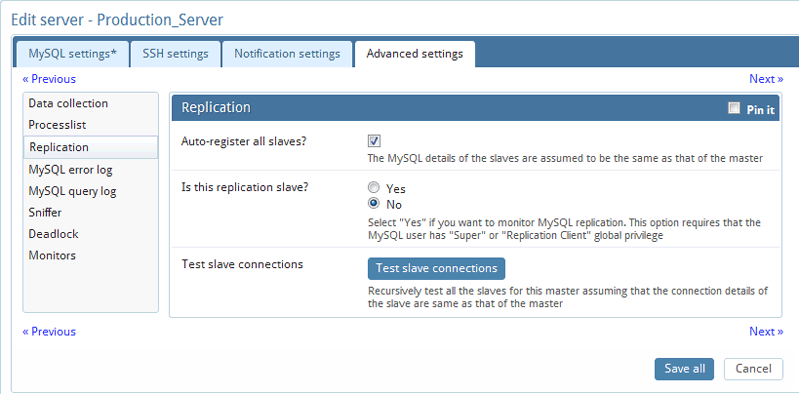 Edit server - Production_Server
MySQL settings*
SSH settings
Notification settings
Advanced settings
« Previous
Next »
Data collection
Processlist
Replication
MySQL error log
MySQL query log
Sniffer
Deadlock
Monitors
Replication
Pin it
Auto-register all slaves?
The MySQL details of the slaves are assumed to be the same as that of the master
Is this replication slave?
Yes
No
Select "Yes" if you want to monitor MySQL replication. This option requires that the
MySQL user has "Super" or "Replication Client" global privilege
Test slave connections
Test slave connections
Recursively test all the slaves for this master assuming that the connection details of
the slave are same as that of the master
« Previous
Next »
Save all
Cancel